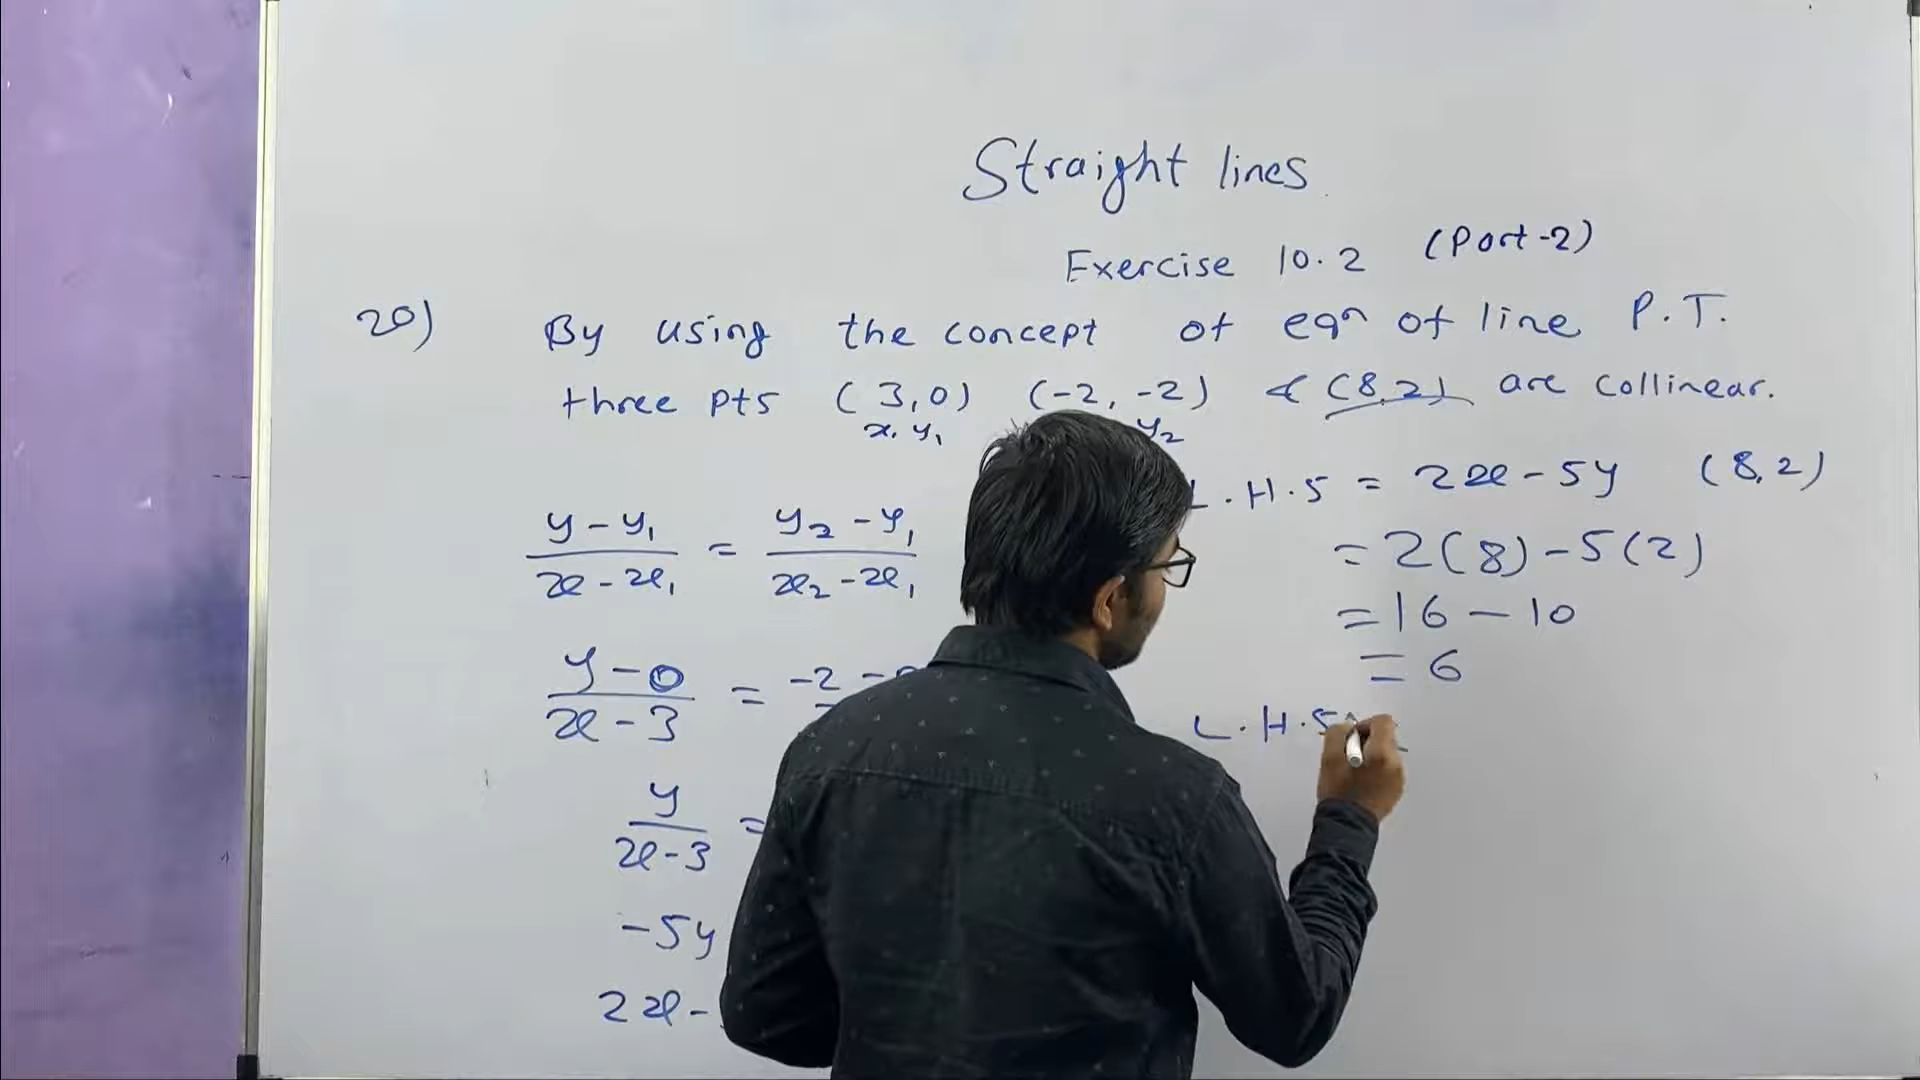 Straight lines
Exercise 10.2 (Part-2)
20) By using the concept of eqn of line P.T.
three pts (3,0) (-2,-2) & (8,2) are collinear.
x, y₁ y₂
(y - y₁)/(x - x₁) = (y₂ - y₁)/(x₂ - x₁)
(y - 0)/(x - 3) = -2 -
y/(x - 3) =
-5y
2x -
L.H.S = 2x - 5y (8,2)
= 2(8) - 5(2)
= 16 - 10
= 6
L.H.S